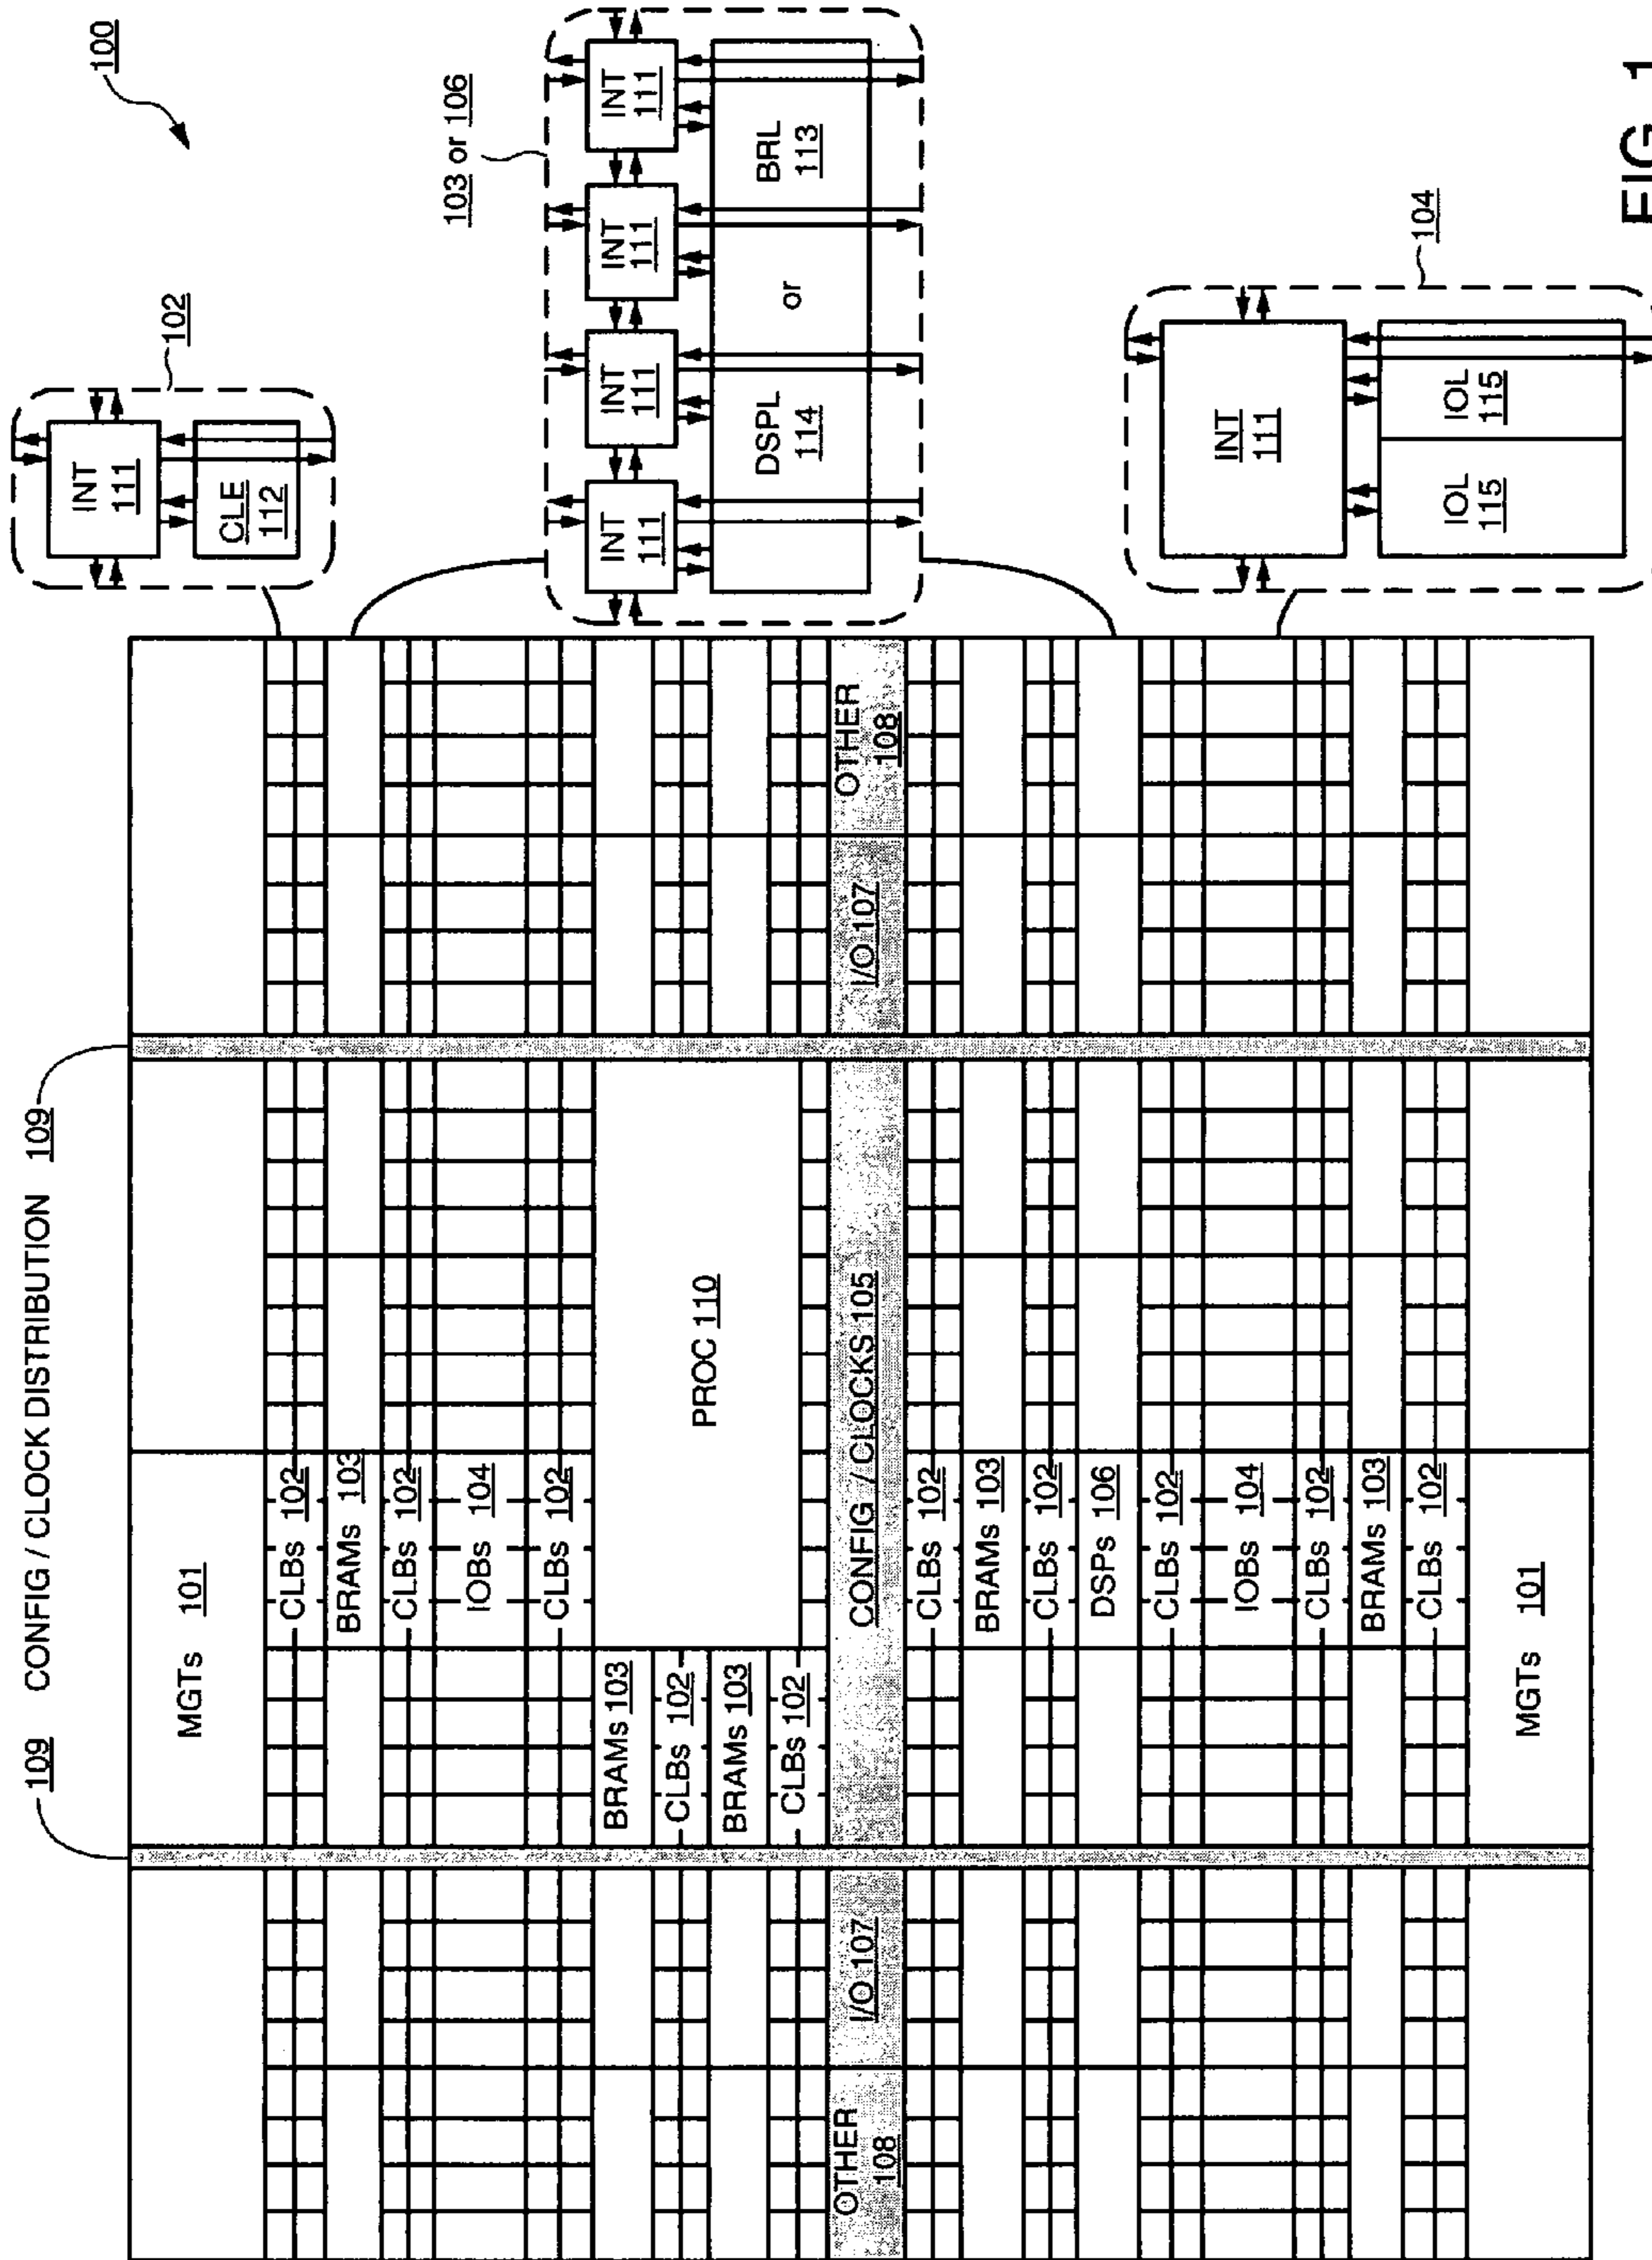 FIG. 1
100
CONFIG / CLOCK DISTRIBUTION 109
109
MGTs 101
CLBs 102
BRAMs 103
CLBs 102
IOBs 104
CLBs 102
BRAMs 103
CLBs 102
BRAMs 103
CLBs 102
PROC 110
OTHER
108
I/O 107
CONFIG / CLOCKS 105
I/O 107
OTHER
108
CLBs 102
BRAMs 103
CLBs 102
DSPs 106
CLBs 102
IOBs 104
CLBs 102
BRAMs 103
CLBs 102
MGTs 101
102
INT
111
CLE
112
103 or 106
INT
111
INT
111
INT
111
INT
111
DSPL
114
or
BRL
113
104
INT
111
IOL
115
IOL
115